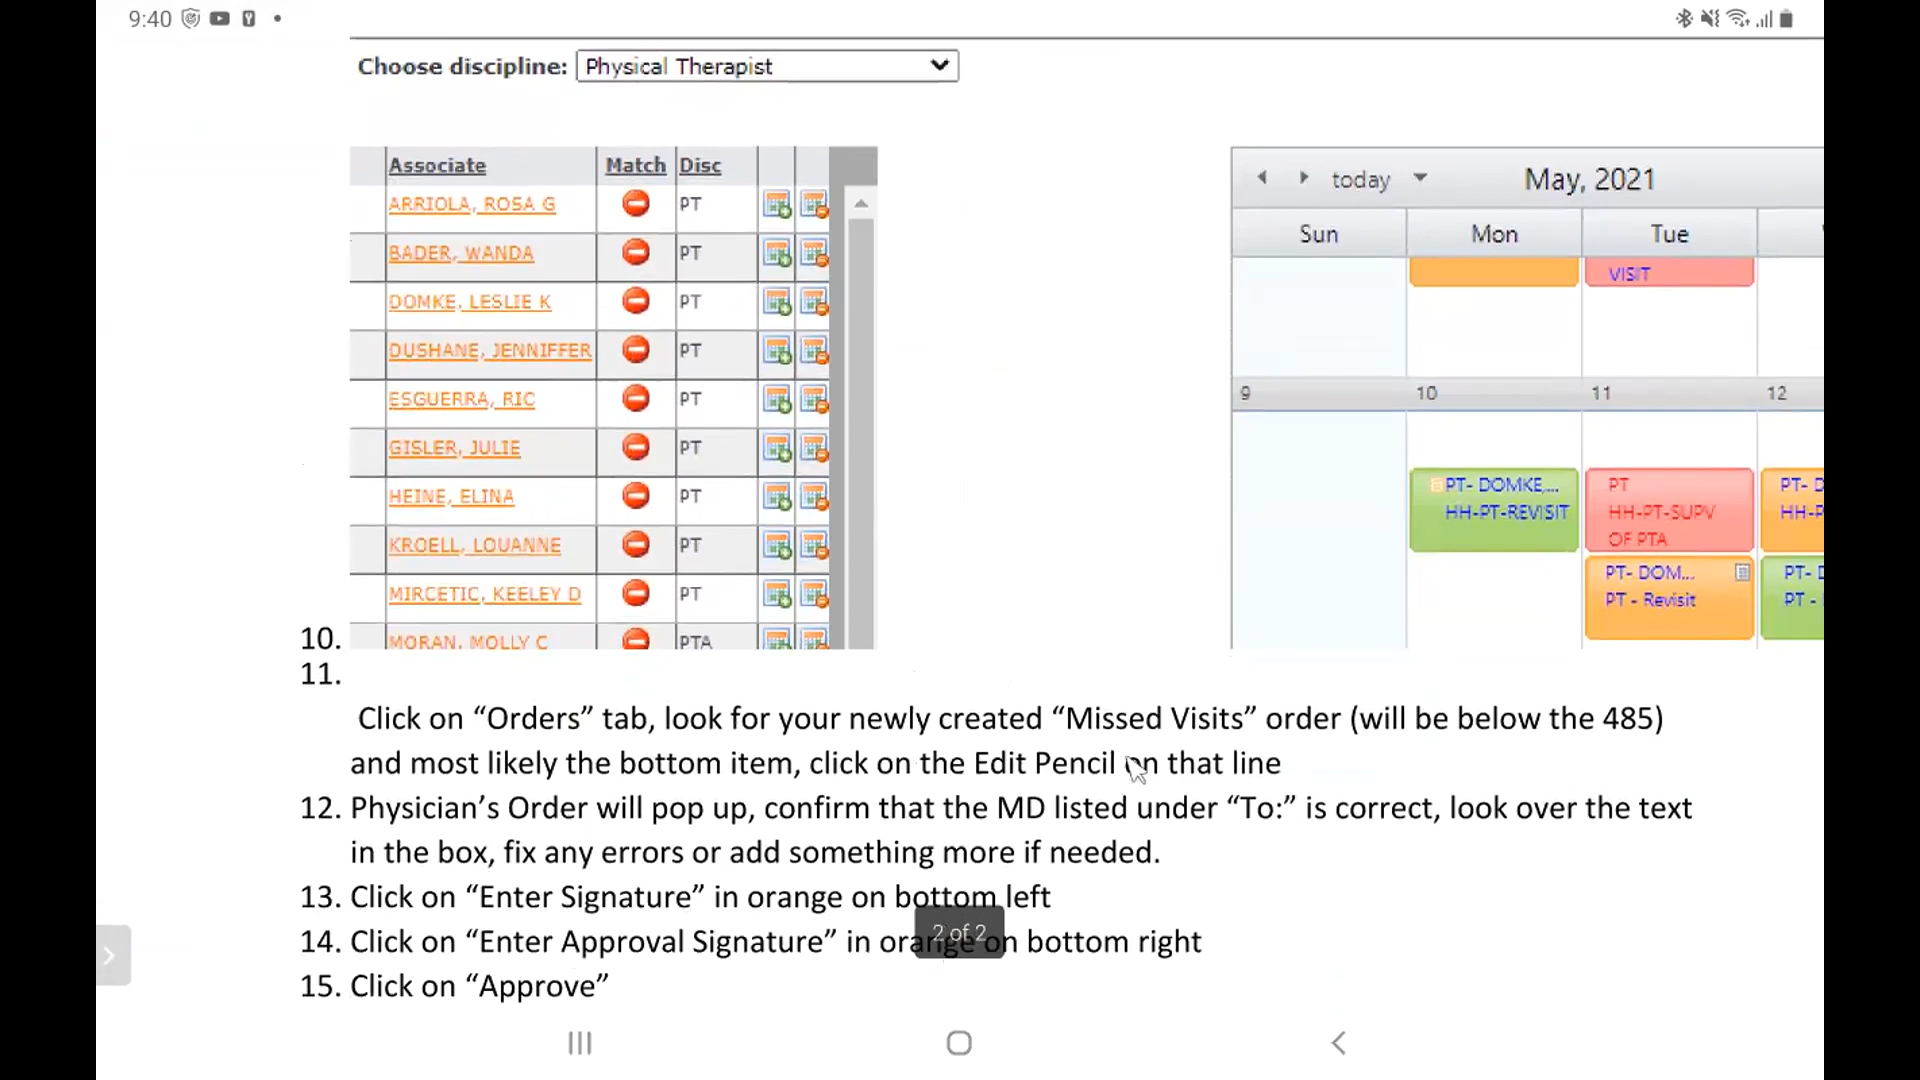 9:40
Choose discipline: Physical Therapist
Associate Match Disc
ARRIOLA, ROSA G PT
BADER, WANDA PT
DOMKE, LESLIE K PT
DUSHANE, JENNIFFER PT
ESGUERRA, RIC PT
GISLER, JULIE PT
HEINE, ELINA PT
KROELL, LOUANNE PT
MIRCETIC, KEELEY D PT
MORAN, MOLLY C PTA
today May, 2021
Sun Mon Tue
VISIT
9 10 11 12
PT- DOMKE,... PT PT- D
HH-PT-REVISIT HH-PT-SUPV HH-P
OF PTA
PT- DOM... PT- D
PT - Revisit PT -
10.
11.
Click on “Orders” tab, look for your newly created “Missed Visits” order (will be below the 485)
and most likely the bottom item, click on the Edit Pencil on that line
12. Physician’s Order will pop up, confirm that the MD listed under “To:” is correct, look over the text
in the box, fix any errors or add something more if needed.
13. Click on “Enter Signature” in orange on bottom left
14. Click on “Enter Approval Signature” in orange on bottom right
2 of 2
15. Click on “Approve”